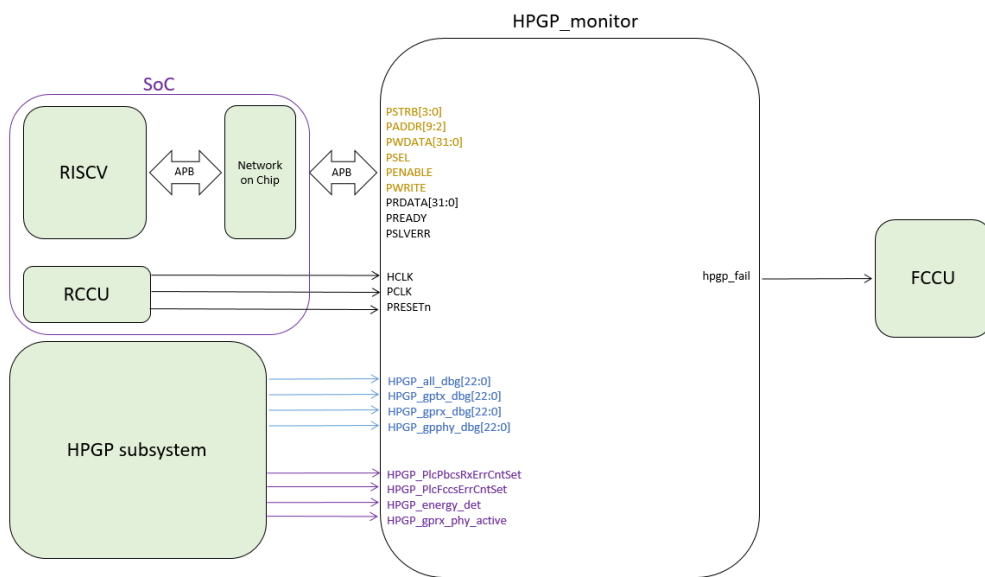 HPGP_monitor
SoC
RISCV
APB
Network
on Chip
APB
PSTRB[3:0]
PADDR[9:2]
PWDATA[31:0]
PSEL
PENABLE
PWRITE
PRDATA[31:0]
PREADY
PSLVERR
RCCU
HCLK
PCLK
PRESETn
hpgp_fail
FCCU
HPGP subsystem
HPGP_all_dbg[22:0]
HPGP_gptx_dbg[22:0]
HPGP_gprx_dbg[22:0]
HPGP_gpphy_dbg[22:0]
HPGP_PlcPbcsRxErrCntSet
HPGP_PlcFccsErrCntSet
HPGP_energy_det
HPGP_gprx_phy_active